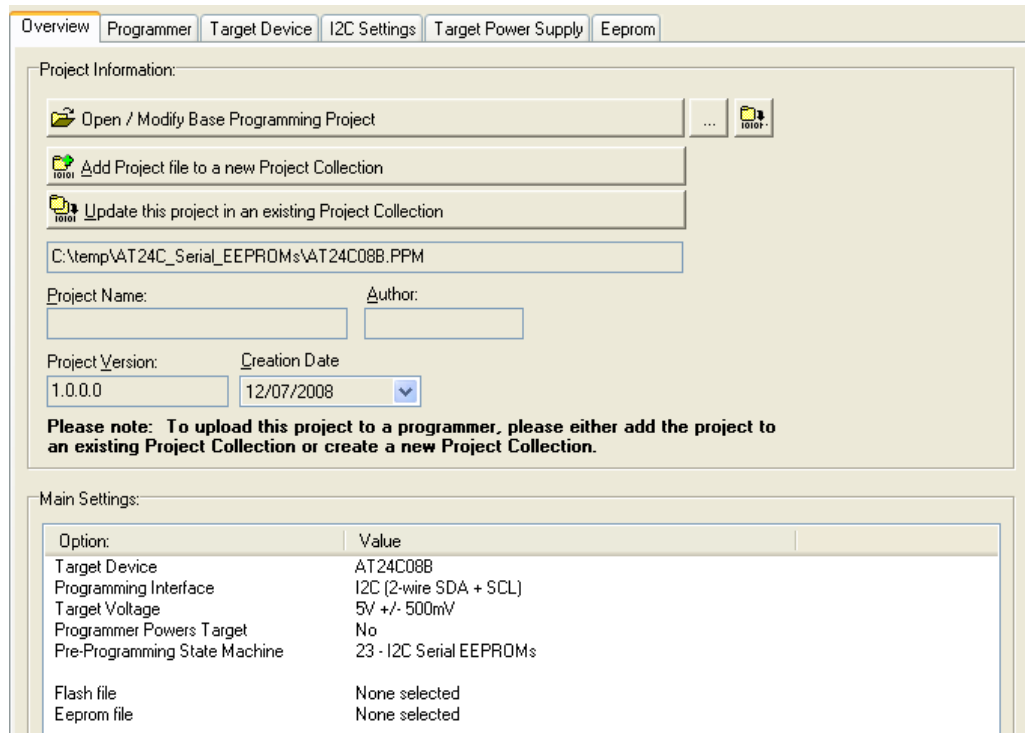 Overview Programmer Target Device I2C Settings Target Power Supply Eeprom
Project Information:
Open / Modify Base Programming Project ...
Add Project file to a new Project Collection
Update this project in an existing Project Collection
C:\temp\AT24C_Serial_EEPROMs\AT24C08B.PPM
Project Name: Author:
Project Version: Creation Date
1.0.0.0 12/07/2008
Please note: To upload this project to a programmer, please either add the project to
an existing Project Collection or create a new Project Collection.
Main Settings:
Option: Value
Target Device AT24C08B
Programming Interface I2C (2-wire SDA + SCL)
Target Voltage 5V +/- 500mV
Programmer Powers Target No
Pre-Programming State Machine 23 - I2C Serial EEPROMs
Flash file None selected
Eeprom file None selected